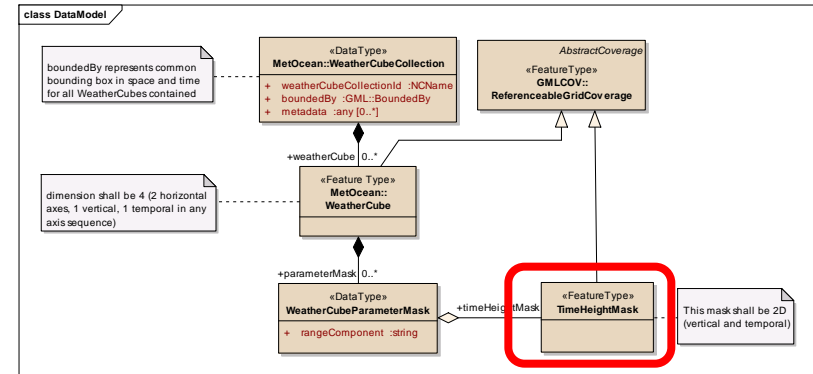 class DataModel
boundedBy represents common
bounding box in space and time
for all WeatherCubes contained
«DataType»
MetOcean::WeatherCubeCollection
+ weatherCubeCollectionId :NCName
+ boundedBy :GML::BoundedBy
+ metadata :any [0..*]
AbstractCoverage
«FeatureType»
GMLCOV::
ReferenceableGridCoverage
+weatherCube 0..*
dimension shall be 4 (2 horizontal
axes, 1 vertical, 1 temporal in any
axis sequence)
«Feature Type»
MetOcean::
WeatherCube
+parameterMask 0..*
«DataType»
WeatherCubeParameterMask
+ rangeComponent :string
+timeHeightMask
«FeatureType»
TimeHeightMask
This mask shall be 2D
(vertical and temporal)